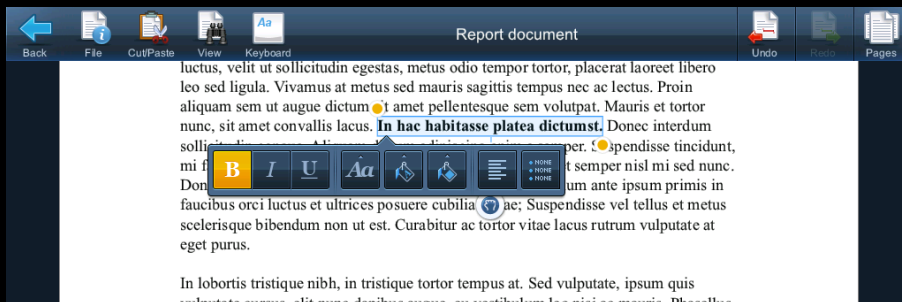 Back
File
Cut/Paste
View
Aa
Keyboard
Report document
Undo
Redo
Pages
luctus, velit ut sollicitudin egestas, metus odio tempor tortor, placerat laoreet libero
leo sed ligula. Vivamus at metus sed mauris sagittis tempus nec ac lectus. Proin
aliquam sem ut augue dictum sit amet pellentesque sem volutpat. Mauris et tortor
nunc, sit amet convallis lacus. In hac habitasse platea dictumst. Donec interdum
per. Suspendisse tincidunt,
mi f t semper nisl mi sed nunc.
Don um ante ipsum primis in
B I U Aa
NONE
NONE
NONE
faucibus orci luctus et ultrices posuere cubilia ae; Suspendisse vel tellus et metus
scelerisque bibendum non ut est. Curabitur ac tortor vitae lacus rutrum vulputate at
eget purus.
In lobortis tristique nibh, in tristique tortor tempus at. Sed vulputate, ipsum quis